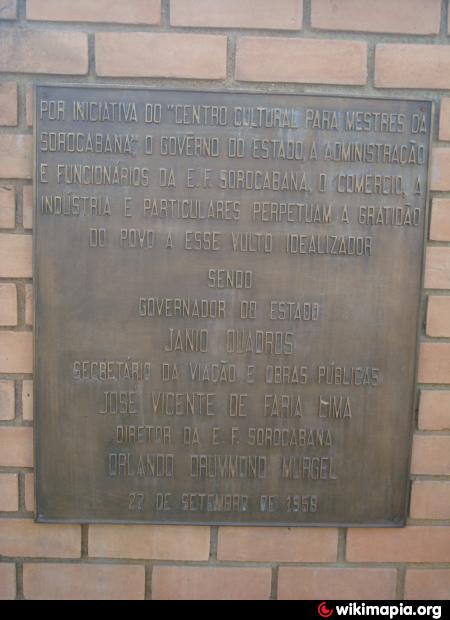 POR INICIATIVA DO "CENTRO CULTURAL PARA MESTRES DA
SOROCABANA", O GOVÊRNO DO ESTADO, A ADMINISTRAÇÃO
E FUNCIONÁRIOS DA E. F. SOROCABANA, O COMÉRCIO, A
INDÚSTRIA E PARTICULARES PERPETUAM A GRATIDÃO
DO POVO A ESSE VULTO IDEALIZADOR
SENDO
GOVERNADOR DO ESTADO
JANIO QUADROS
SECRETÁRIO DA VIAÇÃO E OBRAS PÚBLICAS
JOSÉ VICENTE DE FARIA LIMA
DIRETOR DA E. F. SOROCABANA
ORLANDO DRUMMOND MURGEL
27 DE SETEMBRO DE 1958
wikimapia.org